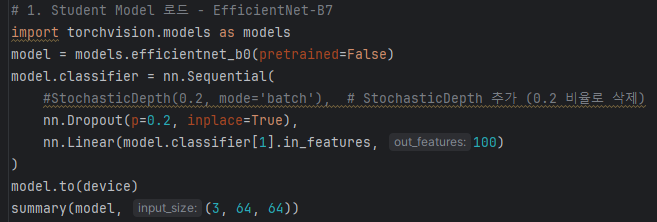 # 1. Student Model 로드 - EfficientNet-B7
import torchvision.models as models
model = models.efficientnet_b0(pretrained=False)
model.classifier = nn.Sequential(
    #StochasticDepth(0.2, mode='batch'),  # StochasticDepth 추가 (0.2 비율로 삭제)
    nn.Dropout(p=0.2, inplace=True),
    nn.Linear(model.classifier[1].in_features, out_features: 100)
)
model.to(device)
summary(model, input_size: (3, 64, 64))